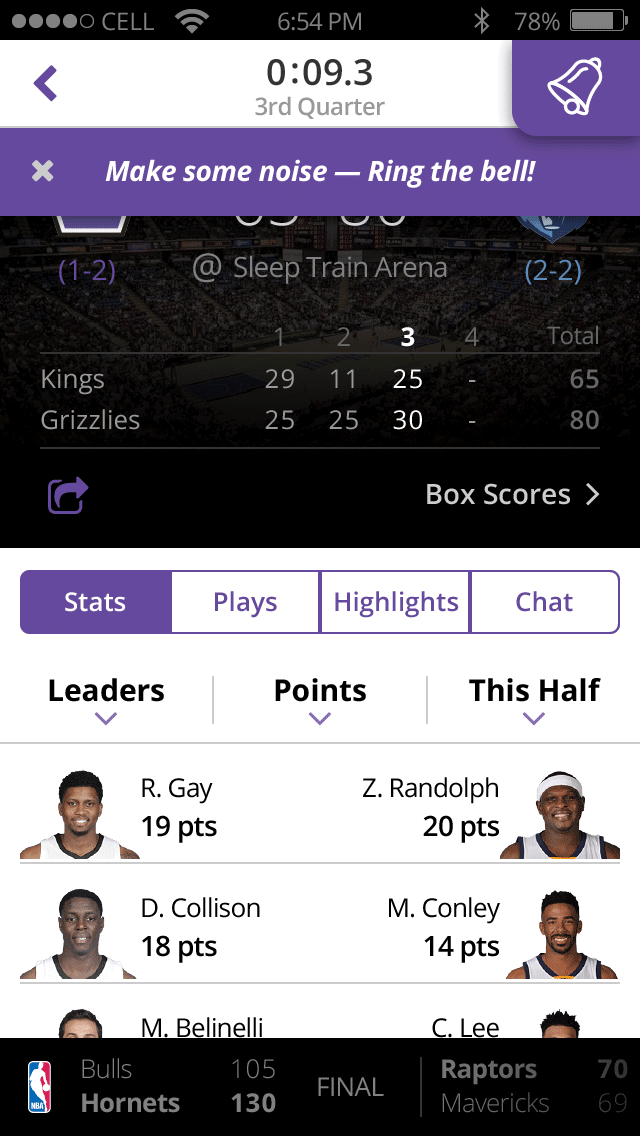 CELL 6:54 PM 78%
0:09.3
3rd Quarter
Make some noise — Ring the bell!
(1-2) @ Sleep Train Arena (2-2)
1 2 3 4 Total
Kings 29 11 25 - 65
Grizzlies 25 25 30 - 80
Box Scores
Stats Plays Highlights Chat
Leaders Points This Half
R. Gay Z. Randolph
19 pts 20 pts
D. Collison M. Conley
18 pts 14 pts
M. Belinelli C. Lee
Bulls 105 FINAL Raptors 70
Hornets 130 Mavericks 69
NBA